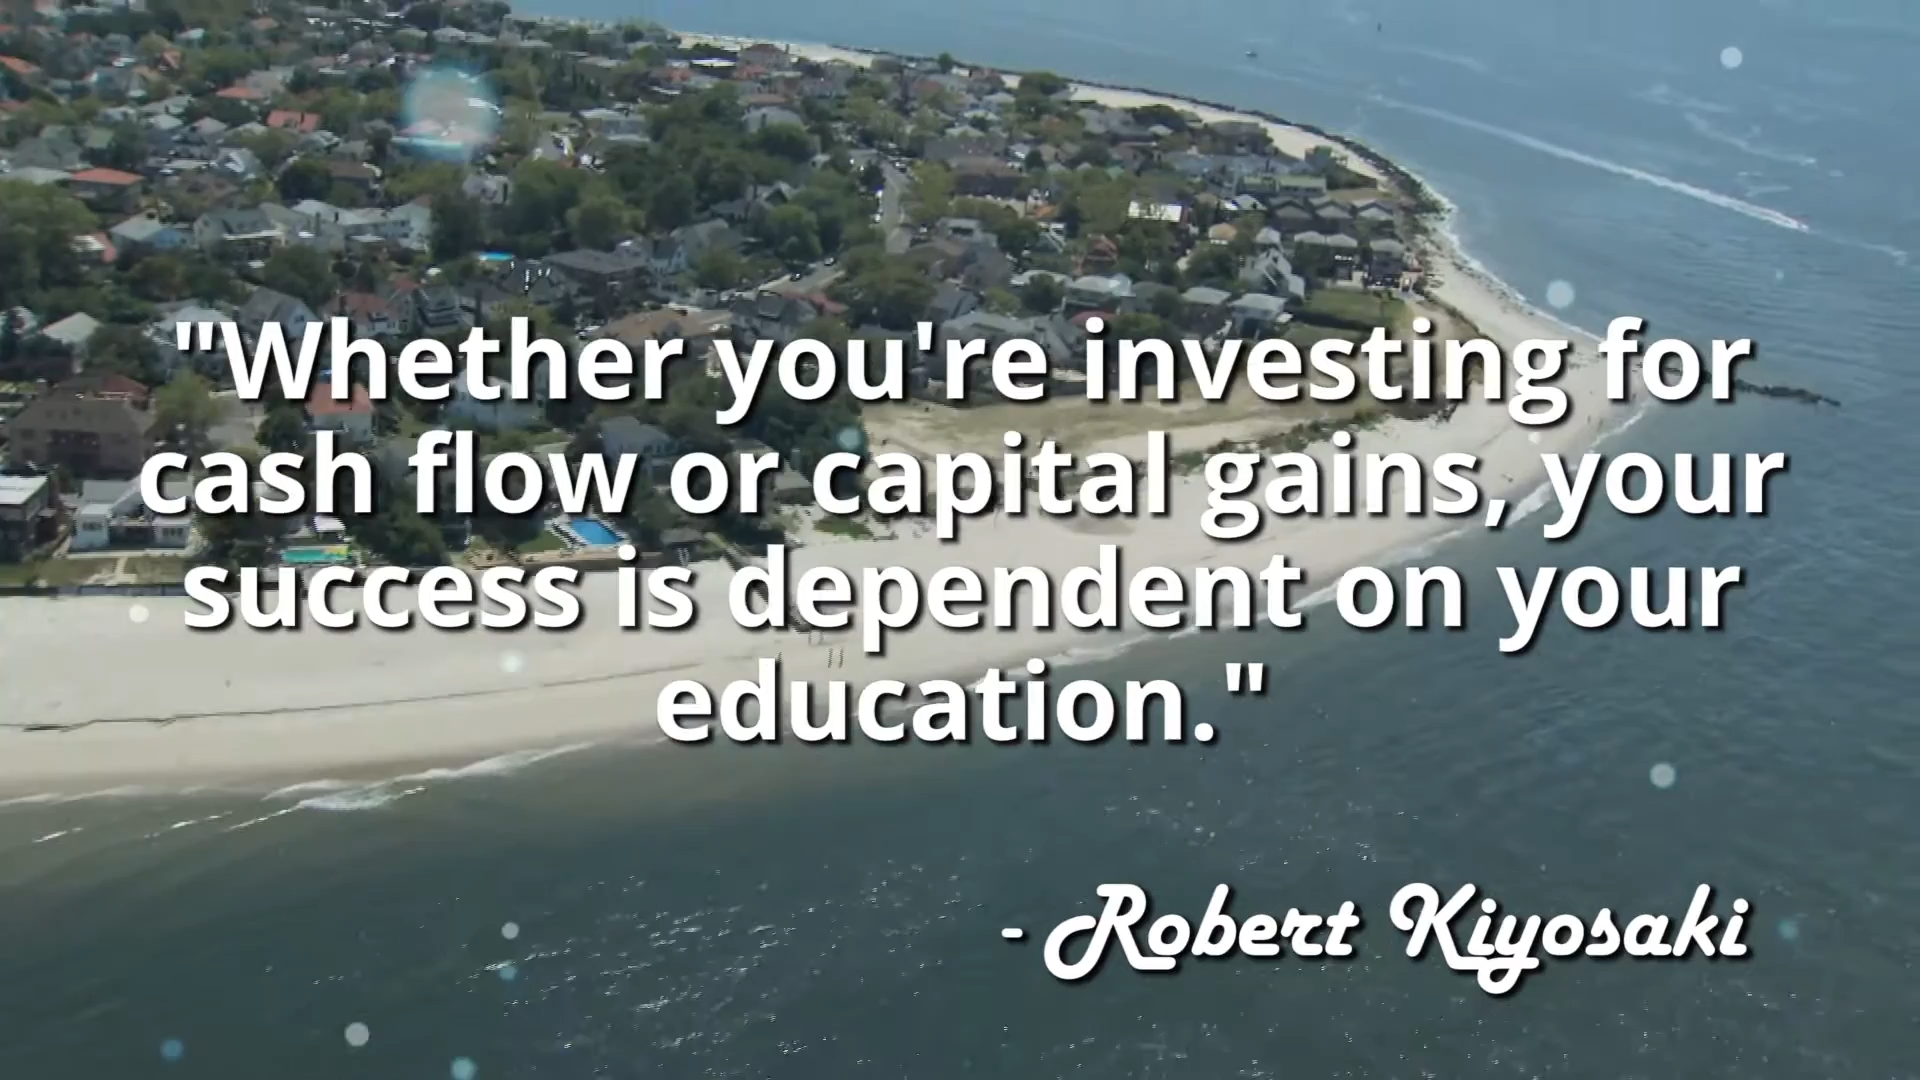 "Whether you're investing for
cash flow or capital gains, your
success is dependent on your
education."
- Robert Kiyosaki